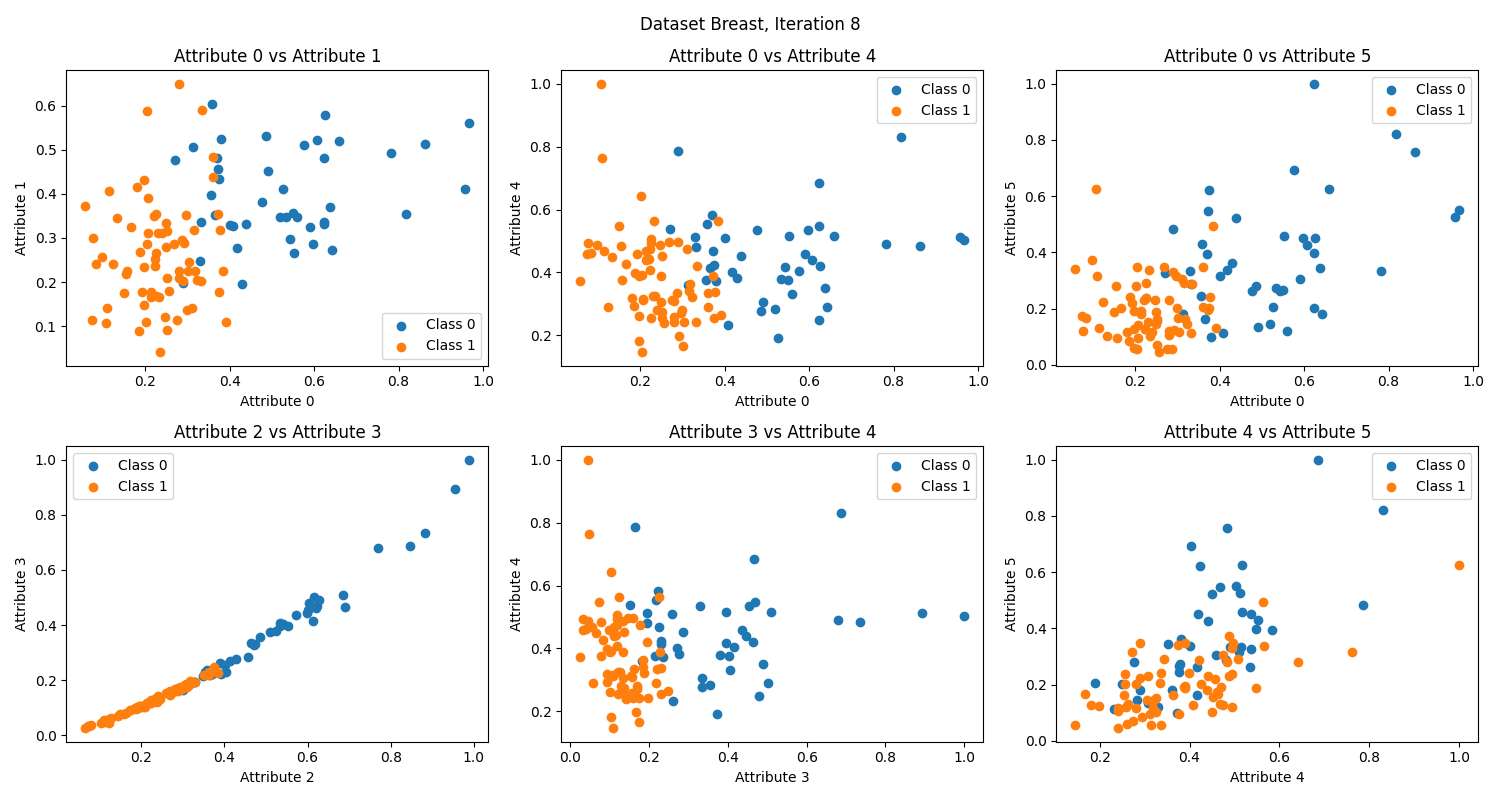 Dataset Breast, Iteration 8
Attribute 0 vs Attribute 1
Attribute 1
0.6
0.5
0.4
0.3
0.2
0.1
Class 0
Class 1
0.2 0.4 0.6 0.8 1.0
Attribute 0
Attribute 0 vs Attribute 4
Attribute 4
1.0
0.8
0.6
0.4
0.2
Class 0
Class 1
0.2 0.4 0.6 0.8 1.0
Attribute 0
Attribute 0 vs Attribute 5
Attribute 5
1.0
0.8
0.6
0.4
0.2
0.0
Class 0
Class 1
0.2 0.4 0.6 0.8 1.0
Attribute 0
Attribute 2 vs Attribute 3
Attribute 3
1.0
0.8
0.6
0.4
0.2
0.0
Class 0
Class 1
0.2 0.4 0.6 0.8 1.0
Attribute 2
Attribute 3 vs Attribute 4
Attribute 4
1.0
0.8
0.6
0.4
0.2
Class 0
Class 1
0.0 0.2 0.4 0.6 0.8 1.0
Attribute 3
Attribute 4 vs Attribute 5
Attribute 5
1.0
0.8
0.6
0.4
0.2
0.0
Class 0
Class 1
0.2 0.4 0.6 0.8 1.0
Attribute 4